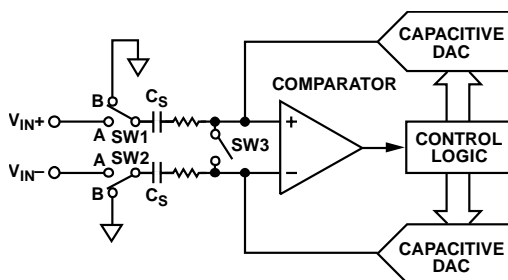 CAPACITIVE
DAC
COMPARATOR
B
CS
VIN+
A SW1
+
SW3
CONTROL
LOGIC
A
SW2
VIN–
–
B
CS
CAPACITIVE
DAC